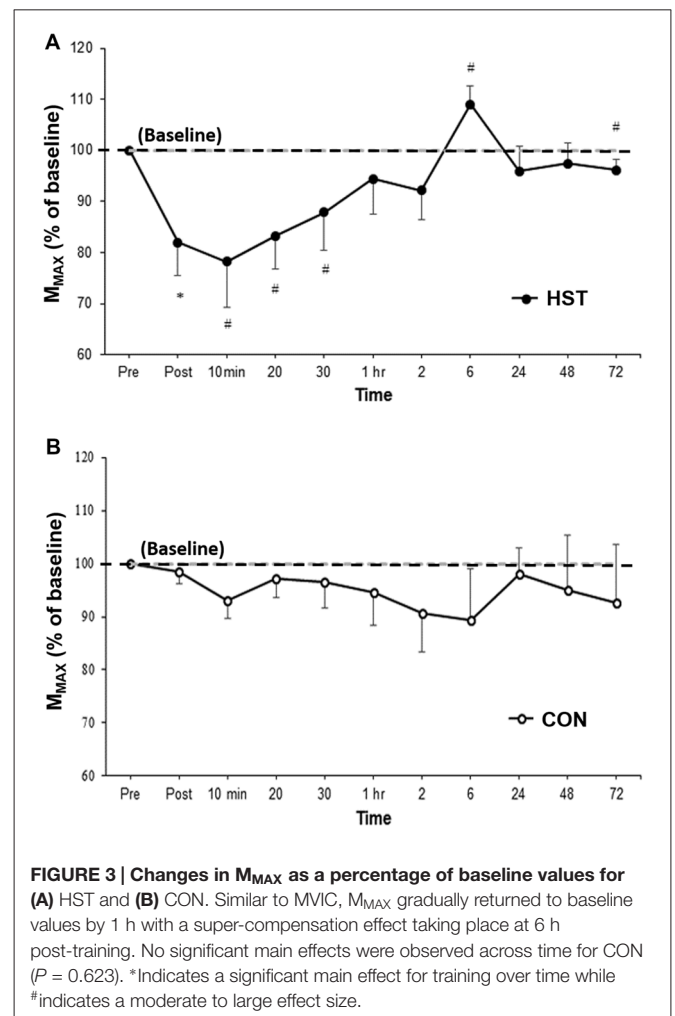 A
120
110
100
90
80
70
60
M_MAX (% of baseline)
(Baseline)
#
#
*
#
#
#
HST
Pre Post 10min 20 30 1 hr 2 6 24 48 72
Time
B
120
110
100
90
80
70
60
M_MAX (% of baseline)
(Baseline)
CON
Pre Post 10 min 20 30 1 hr 2 6 24 48 72
Time
FIGURE 3 | Changes in M_MAX as a percentage of baseline values for
(A) HST and (B) CON. Similar to MVIC, M_MAX gradually returned to baseline
values by 1 h with a super-compensation effect taking place at 6 h
post-training. No significant main effects were observed across time for CON
(P = 0.623). *Indicates a significant main effect for training over time while
#indicates a moderate to large effect size.